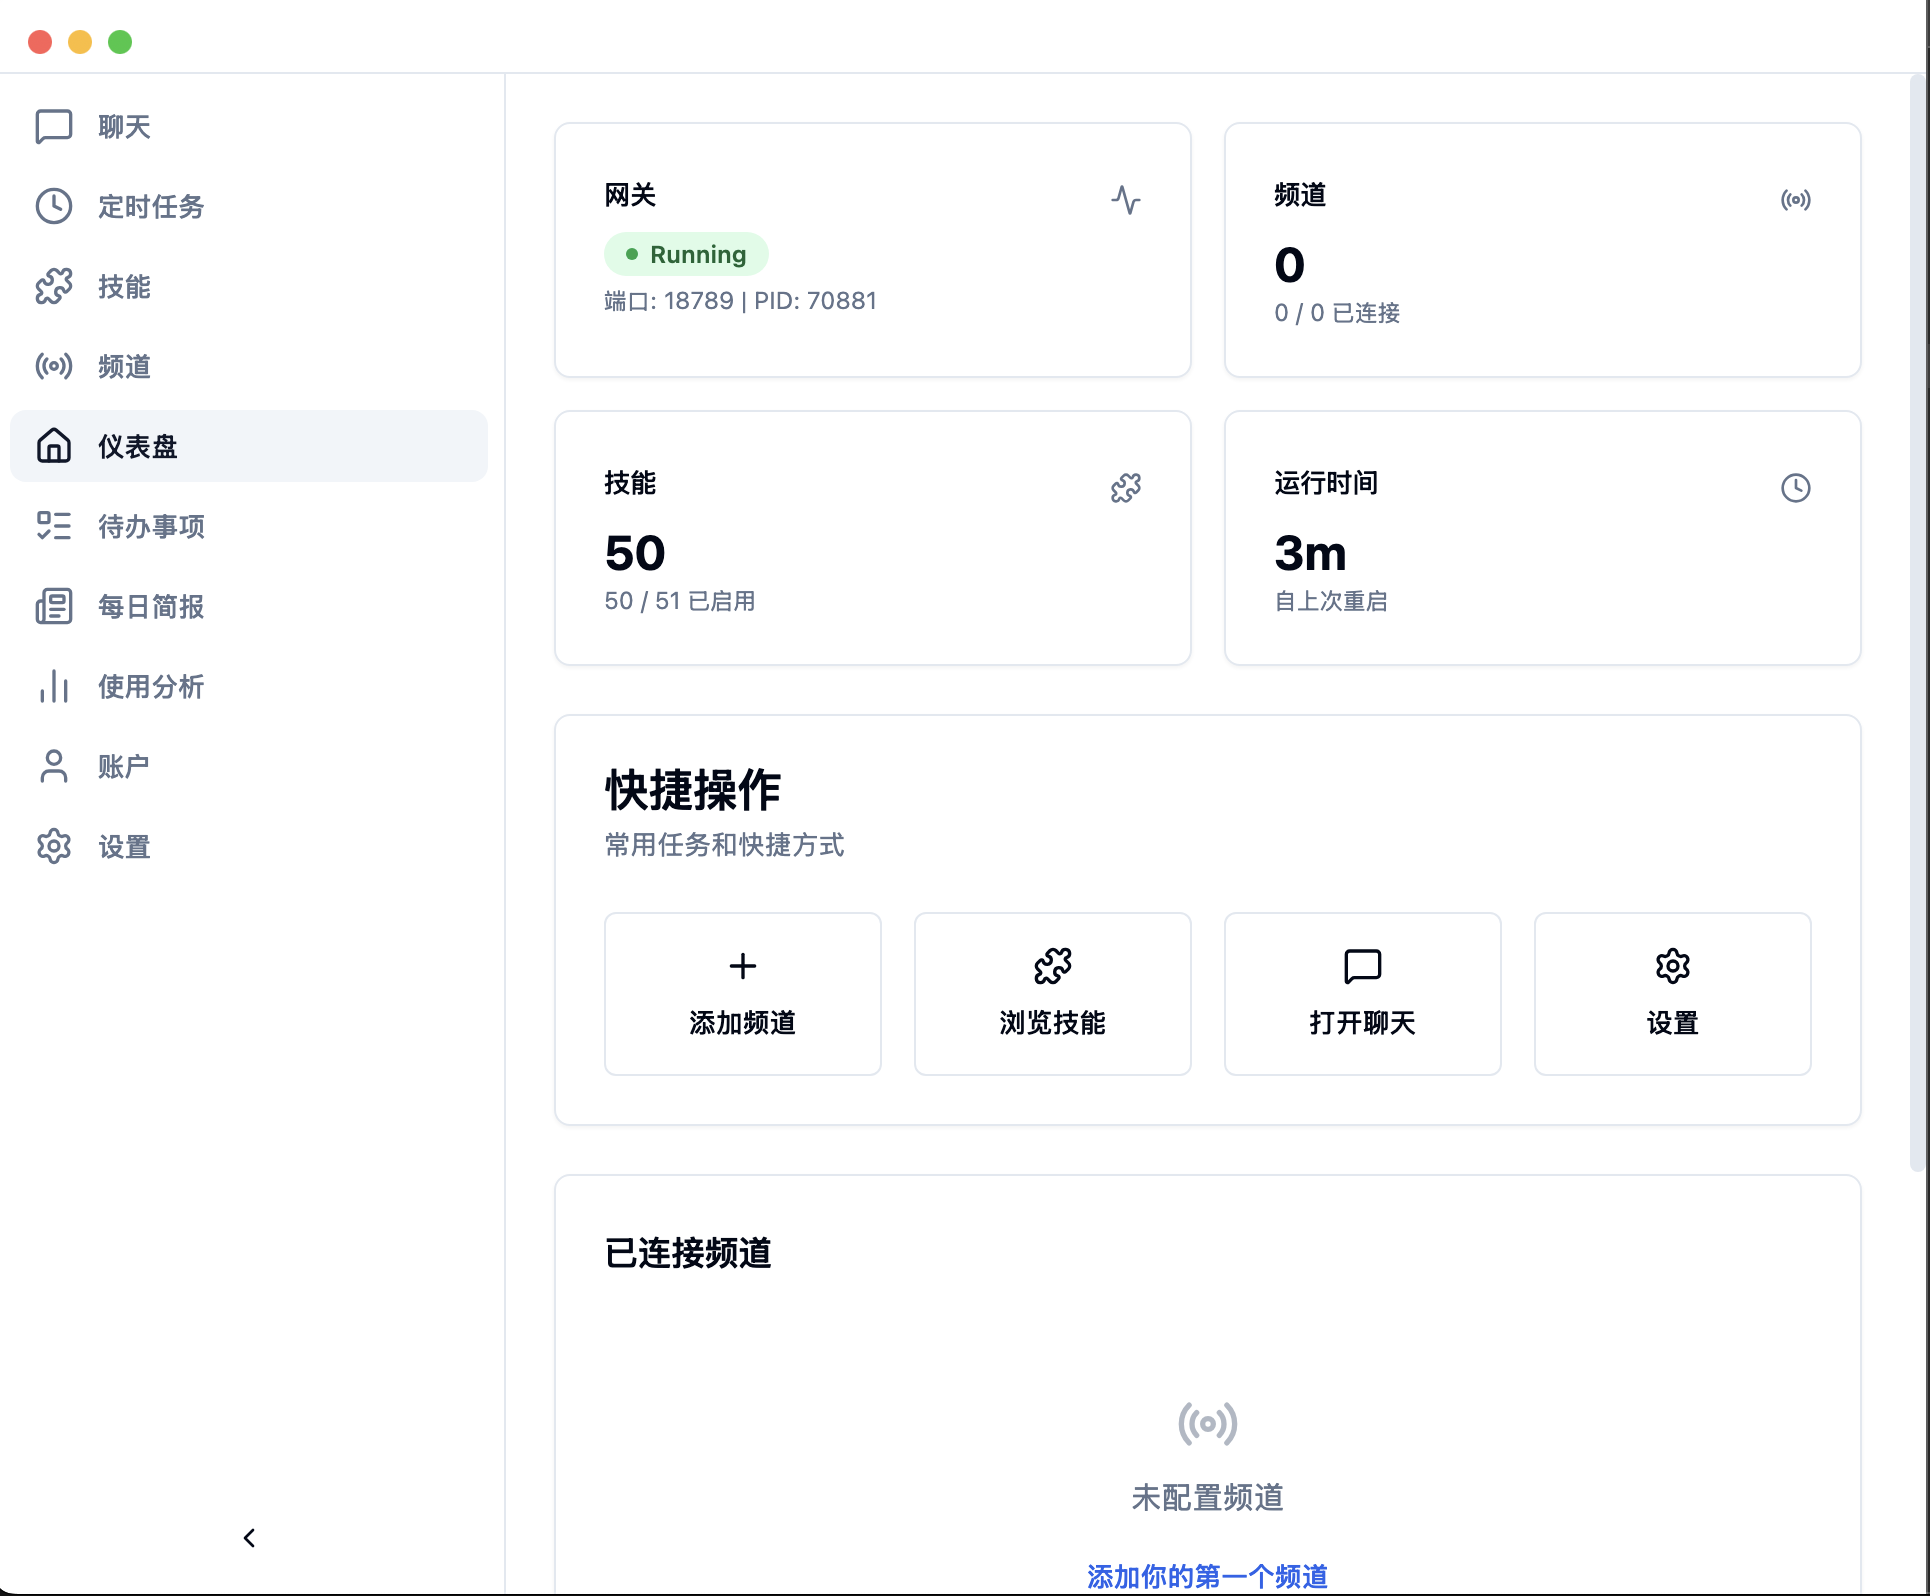 聊天
定时任务
技能
频道
仪表盘
待办事项
每日简报
使用分析
账户
设置
网关
Running
端口: 18789 | PID: 70881
频道
0
0 / 0 已连接
技能
50
50 / 51 已启用
运行时间
3m
自上次重启
快捷操作
常用任务和快捷方式
添加频道
浏览技能
打开聊天
设置
已连接频道
未配置频道
添加你的第一个频道